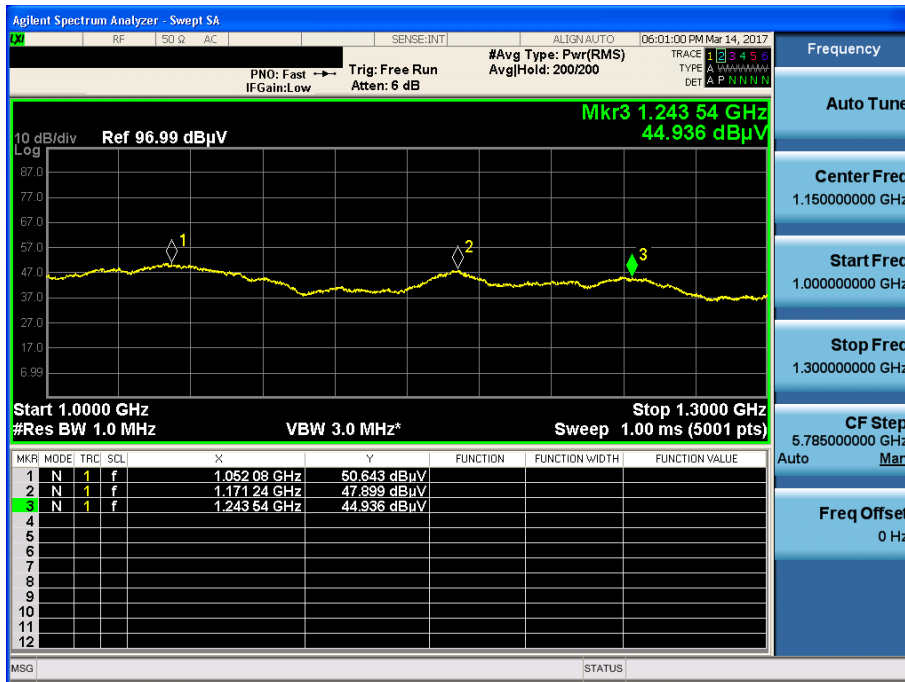 Agilent Spectrum Analyzer - Swept SA
LXI RF 50 Ω AC SENSE:INT ALIGN AUTO 06:01:00 PM Mar 14, 2017
PNO: Fast
IFGain:Low
Trig: Free Run
Atten: 6 dB
#Avg Type: Pwr(RMS)
Avg|Hold: 200/200
TRACE 1 2 3 4 5 6
TYPE A WWWWW
DET A P N N N N
Mkr3 1.243 54 GHz
44.936 dBµV
10 dB/div Ref 96.99 dBµV
Log
87.0
77.0
67.0
57.0
47.0
37.0
27.0
17.0
6.99
1
2
3
Start 1.0000 GHz Stop 1.3000 GHz
#Res BW 1.0 MHz VBW 3.0 MHz* Sweep 1.00 ms (5001 pts)
MKR MODE TRC SCL X Y FUNCTION FUNCTION WIDTH FUNCTION VALUE
1 N 1 f 1.052 08 GHz 50.643 dBµV
2 N 1 f 1.171 24 GHz 47.899 dBµV
3 N 1 f 1.243 54 GHz 44.936 dBµV
4
5
6
7
8
9
10
11
12
MSG STATUS
Frequency
Auto Tune
Center Freq
1.150000000 GHz
Start Freq
1.000000000 GHz
Stop Freq
1.300000000 GHz
CF Step
5.785000000 GHz
Auto Man
Freq Offset
0 Hz